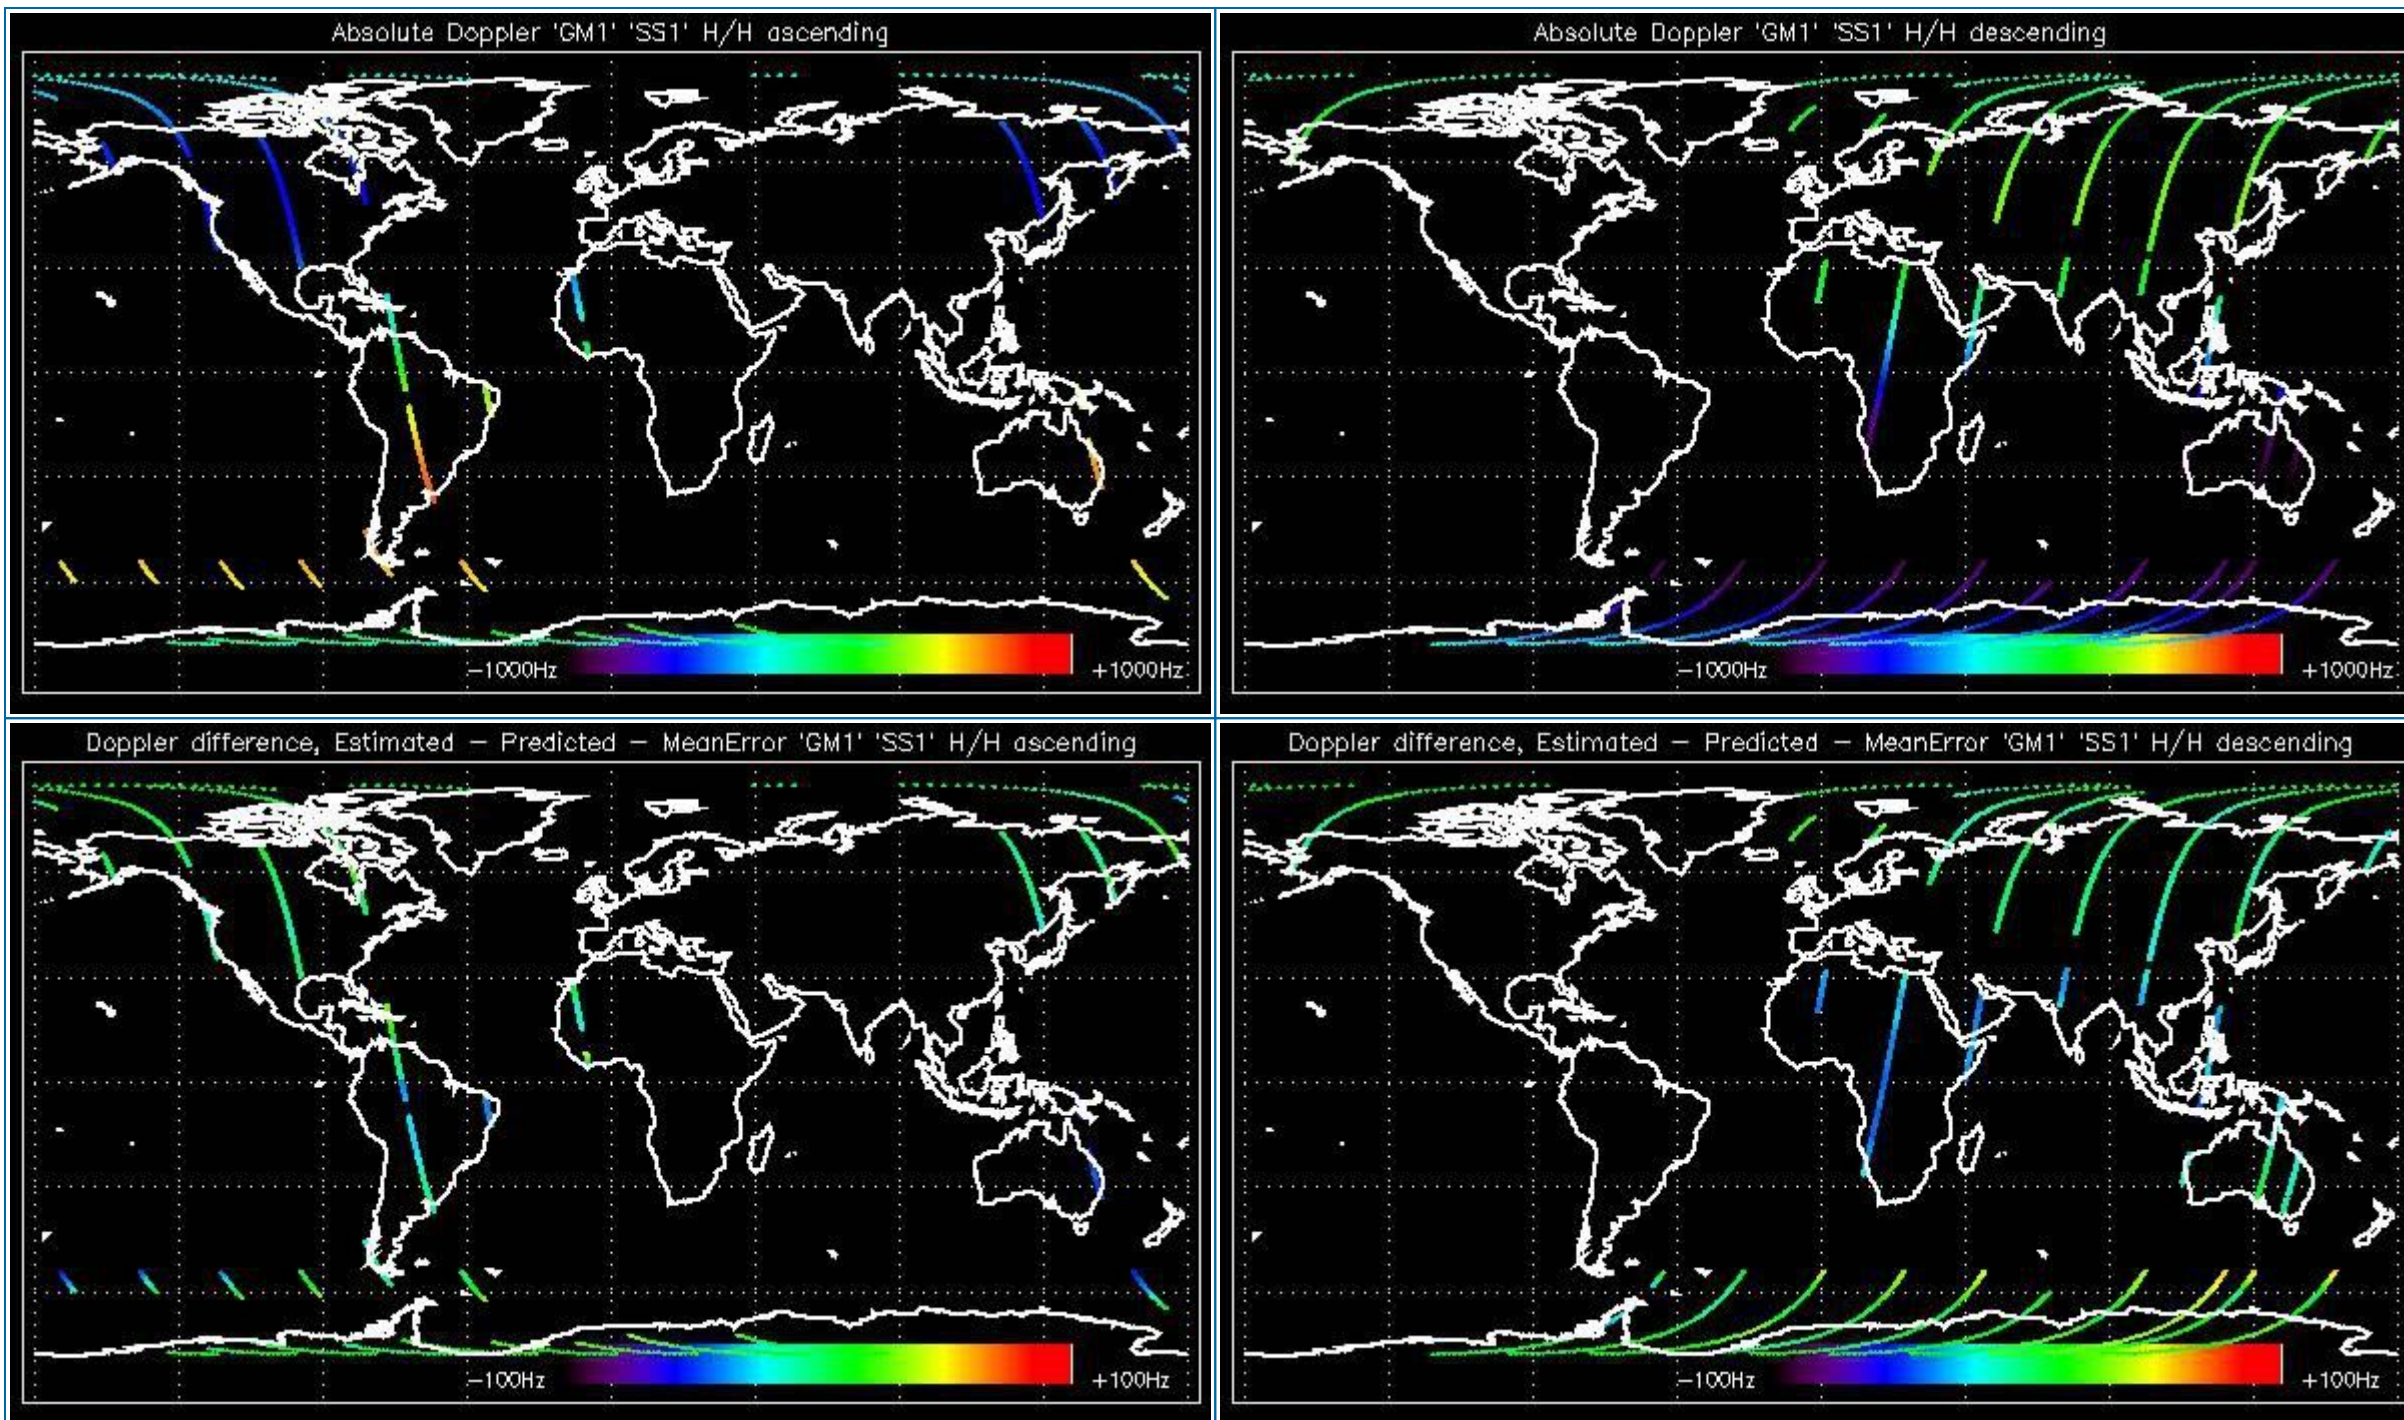 Absolute Doppler 'GM1' 'SS1' H/H ascending
-1000Hz
+1000Hz
Absolute Doppler 'GM1' 'SS1' H/H descending
-1000Hz
+1000Hz
Doppler difference, Estimated - Predicted - MeanError 'GM1' 'SS1' H/H ascending
-100Hz
+100Hz
Doppler difference, Estimated - Predicted - MeanError 'GM1' 'SS1' H/H descending
-100Hz
+100Hz